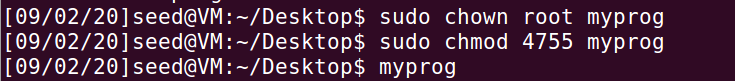 [09/02/20]seed@VM:~/Desktop$ sudo chown root myprog
[09/02/20]seed@VM:~/Desktop$ sudo chmod 4755 myprog
[09/02/20]seed@VM:~/Desktop$ myprog